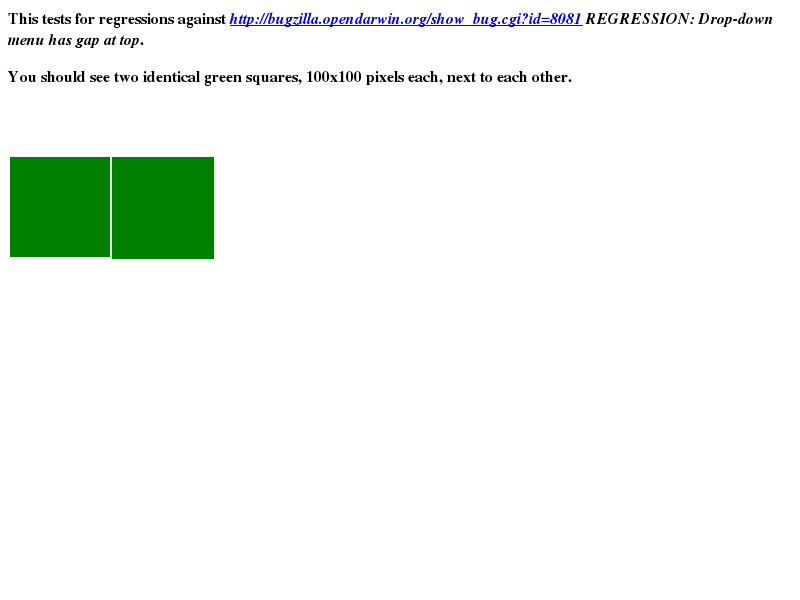 This tests for regressions against http://bugzilla.opendarwin.org/show_bug.cgi?id=8081 REGRESSION: Drop-down
menu has gap at top.
You should see two identical green squares, 100x100 pixels each, next to each other.